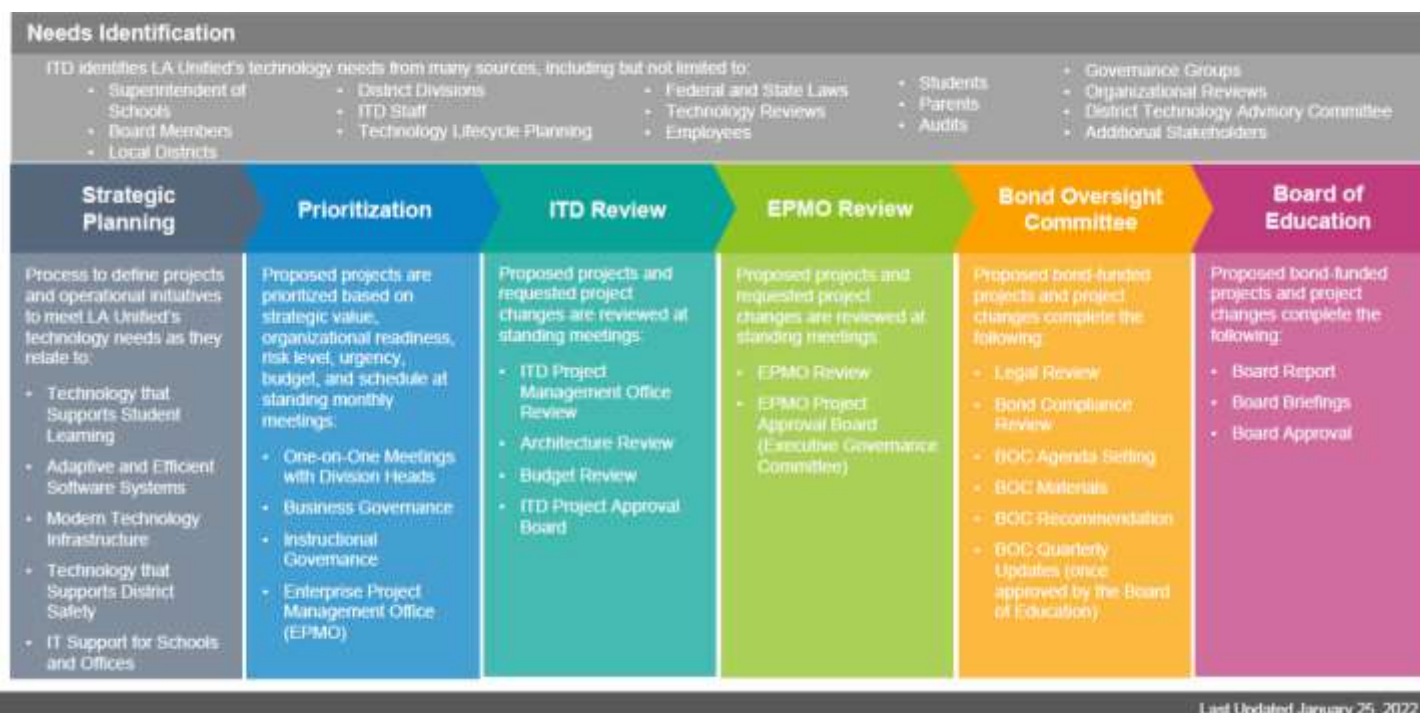 Needs Identification
ITD identifies LA Unified's technology needs from many sources, including but not limited to:
• Superintendent of
Schools
• Board Members
• Local Districts
• District Divisions
• ITD Staff
• Technology Lifecycle Planning
• Federal and State Laws
• Technology Reviews
• Employees
• Students
• Parents
• Audits
• Governance Groups
• Organizational Reviews
• District Technology Advisory Committee
• Additional Stakeholders
Strategic
Planning
Process to define projects
and operational initiatives
to meet LA Unified's
technology needs as they
relate to:
• Technology that
Supports Student
Learning
• Adaptive and Efficient
Software Systems
• Modern Technology
Infrastructure
• Technology that
Supports District
Safety
• IT Support for Schools
and Offices
Prioritization
Proposed projects are
prioritized based on
strategic value,
organizational readiness,
risk level, urgency,
budget, and schedule at
standing monthly
meetings:
• One-on-One Meetings
with Division Heads
• Business Governance
• Instructional
Governance
• Enterprise Project
Management Office
(EPMO)
ITD Review
Proposed projects and
requested project
changes are reviewed at
standing meetings:
• ITD Project
Management Office
Review
• Architecture Review
• Budget Review
• ITD Project Approval
Board
EPMO Review
Proposed projects and
requested project
changes are reviewed at
standing meetings:
• EPMO Review
• EPMO Project
Approval Board
(Executive Governance
Committee)
Bond Oversight
Committee
Proposed bond-funded
projects and project
changes complete the
following:
• Legal Review
• Bond Compliance
Review
• BOC Agenda Setting
• BOC Materials
• BOC Recommendation
• BOC Quarterly
Updates (once
approved by the Board
of Education)
Board of
Education
Proposed bond-funded
projects and project
changes complete the
following:
• Board Report
• Board Briefings
• Board Approval
Last Updated January 25, 2022